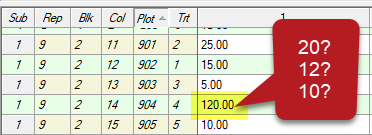 Sub Rep Blk Col Plot Trt 1
1 9 2 11 901 2 25.00
1 9 2 12 902 1 15.00
1 9 2 13 903 3 5.00
1 9 2 14 904 4 120.00
1 9 2 15 905 5 10.00
20?
12?
10?